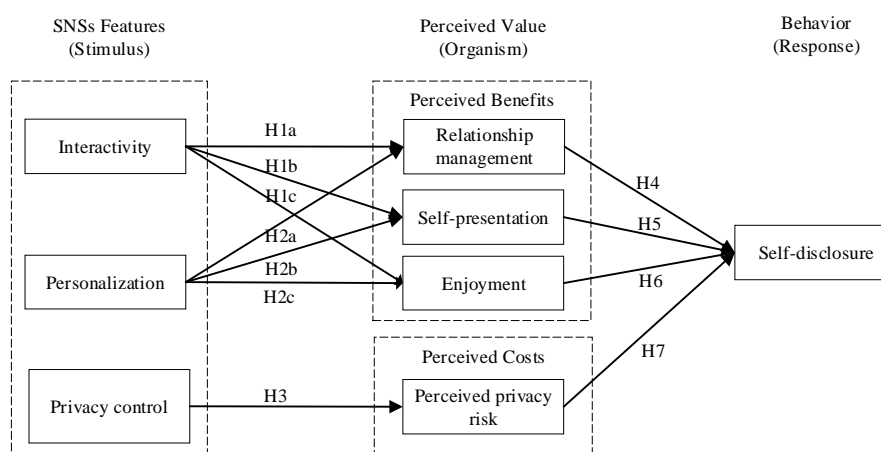 SNSs Features
(Stimulus)
Perceived Value
(Organism)
Behavior
(Response)
Perceived Benefits
Interactivity
H1a
Relationship
management
H1b
H1c
H4
Self-presentation
H5
H2a
Personalization
H2b
H2c
Enjoyment
H6
Self-disclosure
Perceived Costs
H7
Privacy control
H3
Perceived privacy
risk